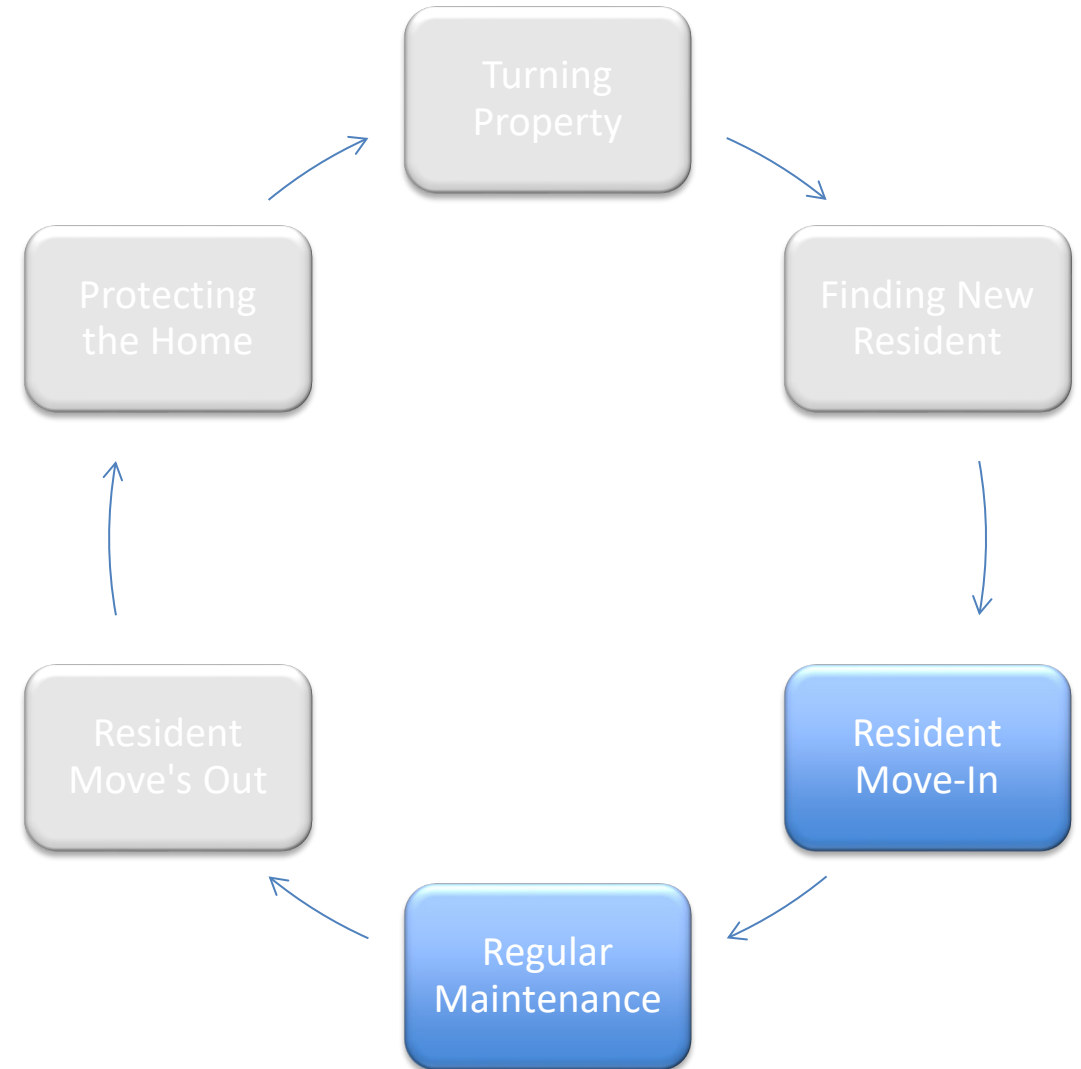 Turning
Property
Finding New
Resident
Resident
Move-In
Regular
Maintenance
Resident
Move's Out
Protecting
the Home